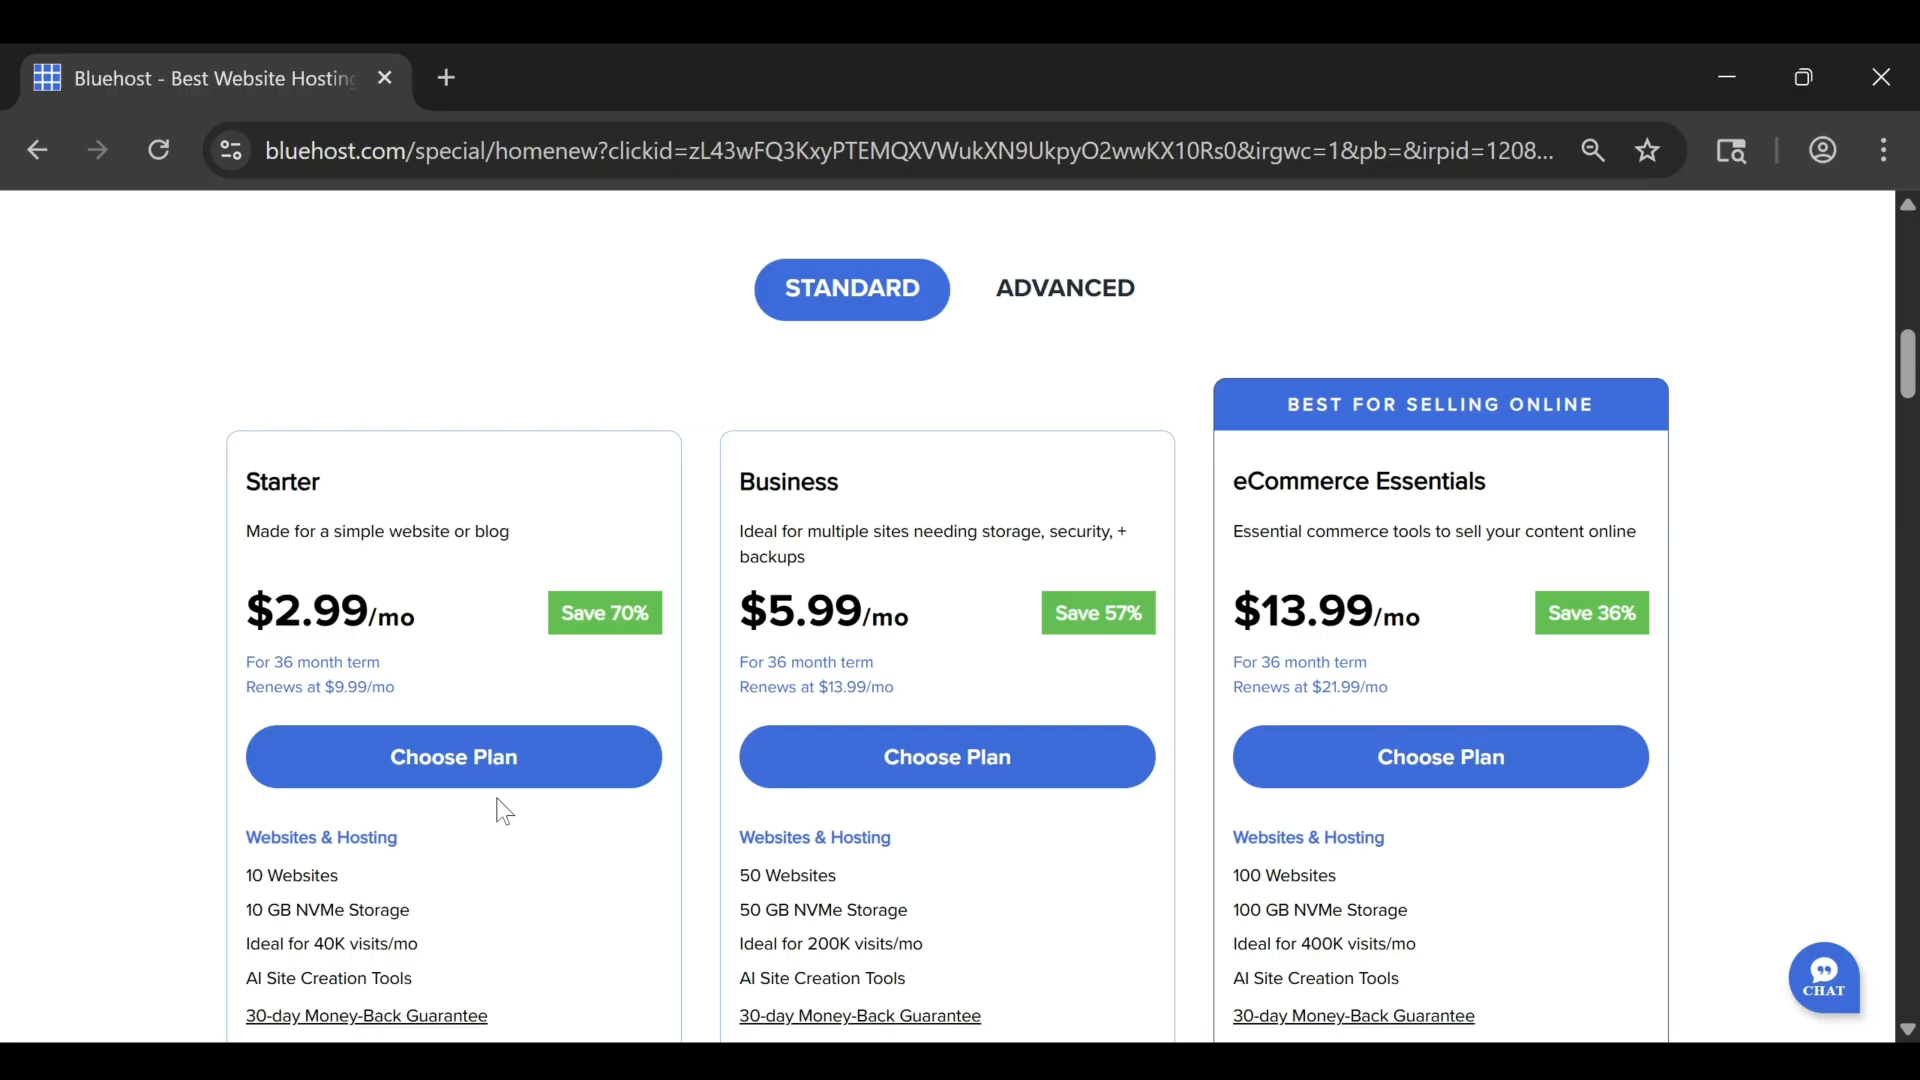 Bluehost - Best Website Hosting
bluehost.com/special/homenew?clickid=zL43wFQ3KxyPTEMQXVWukXN9UkpyO2wwKX10Rs0&irgwc=1&pb=&irpid=1208...
STANDARD
ADVANCED
BEST FOR SELLING ONLINE
Starter
Made for a simple website or blog
$2.99/mo
Save 70%
For 36 month term
Renews at $9.99/mo
Choose Plan
Websites & Hosting
10 Websites
10 GB NVMe Storage
Ideal for 40K visits/mo
AI Site Creation Tools
30-day Money-Back Guarantee
Business
Ideal for multiple sites needing storage, security, +
backups
$5.99/mo
Save 57%
For 36 month term
Renews at $13.99/mo
Choose Plan
Websites & Hosting
50 Websites
50 GB NVMe Storage
Ideal for 200K visits/mo
AI Site Creation Tools
30-day Money-Back Guarantee
eCommerce Essentials
Essential commerce tools to sell your content online
$13.99/mo
Save 36%
For 36 month term
Renews at $21.99/mo
Choose Plan
Websites & Hosting
100 Websites
100 GB NVMe Storage
Ideal for 400K visits/mo
AI Site Creation Tools
30-day Money-Back Guarantee
CHAT